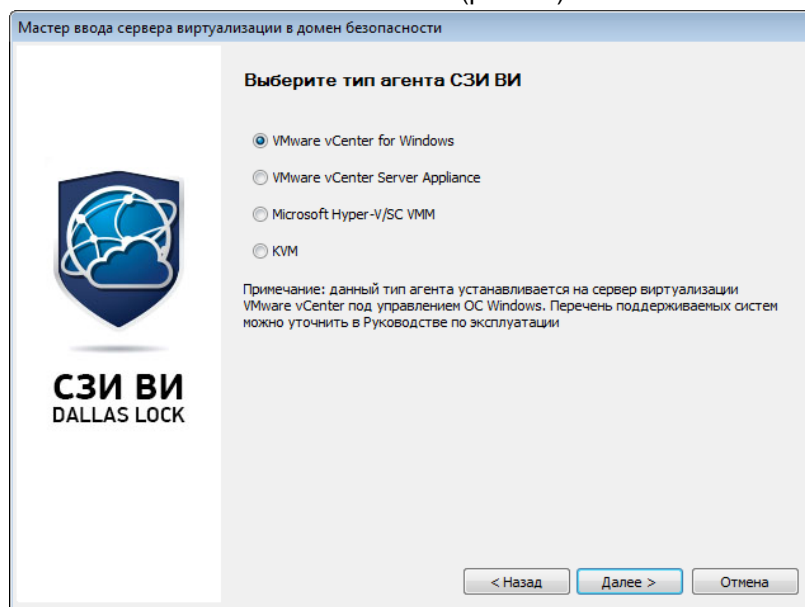 Мастер ввода сервера виртуализации в домен безопасности
Выберите тип агента СЗИ ВИ
VMware vCenter for Windows
VMware vCenter Server Appliance
Microsoft Hyper-V/SC VMM
KVM
Примечание: данный тип агента устанавливается на сервер виртуализации
VMware vCenter под управлением ОС Windows. Перечень поддерживаемых систем
можно уточнить в Руководстве по эксплуатации
СЗИ ВИ
DALLAS LOCK
< Назад
Далее >
Отмена